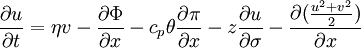 ∂u/∂t = ηv − ∂Φ/∂x − c_pθ ∂π/∂x − z ∂u/∂σ − ∂((u²+v²)/2)/∂x